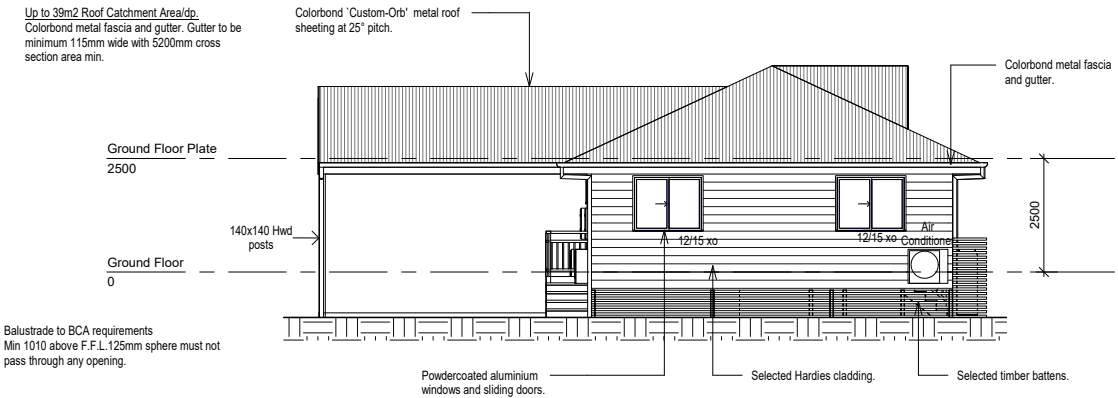 Up to 39m2 Roof Catchment Area/dp.
Colorbond metal fascia and gutter. Gutter to be
minimum 115mm wide with 5200mm cross
section area min.
Colorbond `Custom-Orb' metal roof
sheeting at 25° pitch.
Colorbond metal fascia
and gutter.
Ground Floor Plate
2500
2500
140x140 Hwd
posts
12/15 xo
12/15 xo
Air
Conditione
Ground Floor
0
Balustrade to BCA requirements
Min 1010 above F.F.L.125mm sphere must not
pass through any opening.
Powdercoated aluminium
windows and sliding doors.
Selected Hardies cladding.
Selected timber battens.